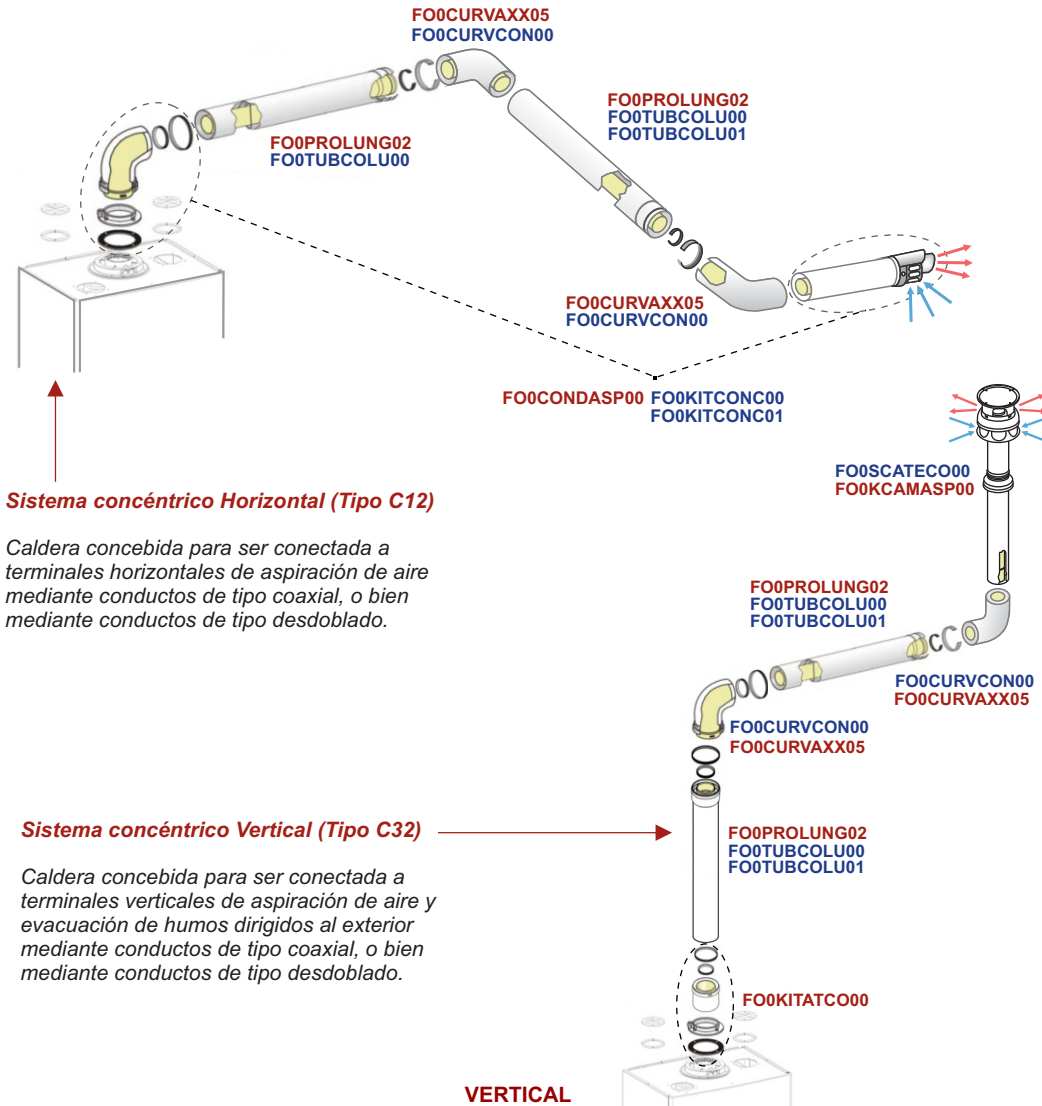 FO0CURVAXX05
FO0CURVCON00
FO0PROLUNG02
FO0TUBCOLU00
FO0PROLUNG02
FO0TUBCOLU00
FO0TUBCOLU01
FO0CURVAXX05
FO0CURVCON00
FO0CONDASP00 FO0KITCONC00
FO0KITCONC01
Sistema concéntrico Horizontal (Tipo C12)
Caldera concebida para ser conectada a
terminales horizontales de aspiración de aire
mediante conductos de tipo coaxial, o bien
mediante conductos de tipo desdoblado.
FO0SCATECO00
FO0KCAMASP00
FO0PROLUNG02
FO0TUBCOLU00
FO0TUBCOLU01
FO0CURVCON00
FO0CURVAXX05
FO0CURVCON00
FO0CURVAXX05
Sistema concéntrico Vertical (Tipo C32)
Caldera concebida para ser conectada a
terminales verticales de aspiración de aire y
evacuación de humos dirigidos al exterior
mediante conductos de tipo coaxial, o bien
mediante conductos de tipo desdoblado.
FO0PROLUNG02
FO0TUBCOLU00
FO0TUBCOLU01
FO0KITATCO00
VERTICAL